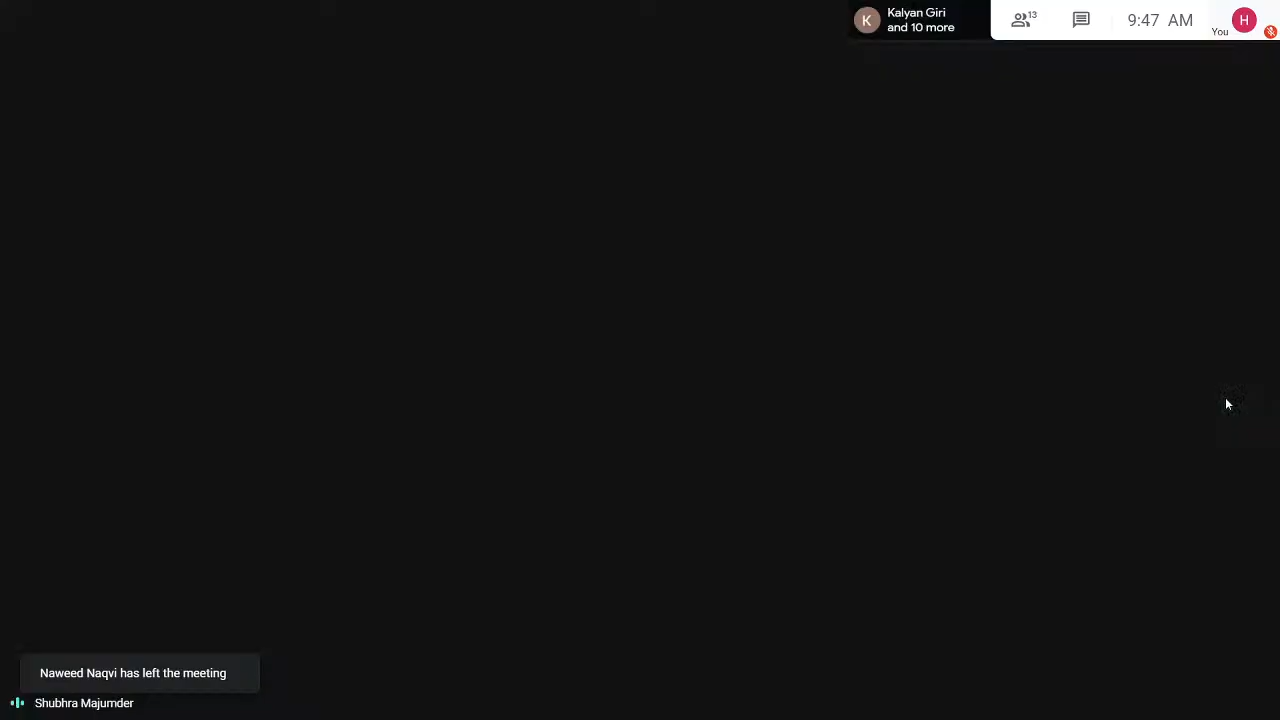 K
Kalyan Giri
and 10 more
13
9:47 AM
You
H
Naweed Naqvi has left the meeting
Shubhra Majumder